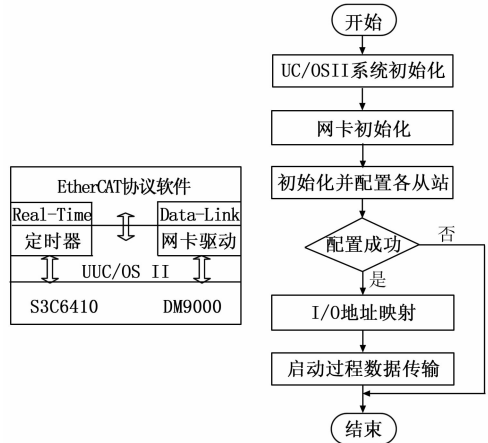 EtherCAT协议软件
Real-Time
Data-Link
定时器
网卡驱动
UUC/OS II
S3C6410
DM9000
开始
UC/OSII系统初始化
网卡初始化
初始化并配置各从站
配置成功
否
是
I/O地址映射
启动过程数据传输
结束